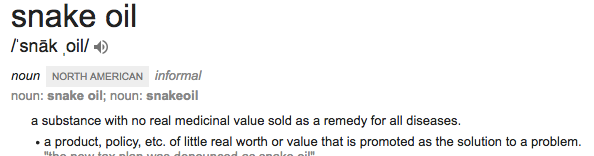 snake oil
/ˈsnāk ˌoil/
noun NORTH AMERICAN informal
noun: snake oil; noun: snakeoil
a substance with no real medicinal value sold as a remedy for all diseases.
• a product, policy, etc. of little real worth or value that is promoted as the solution to a problem.
"the new tax plan was denounced as snake oil"